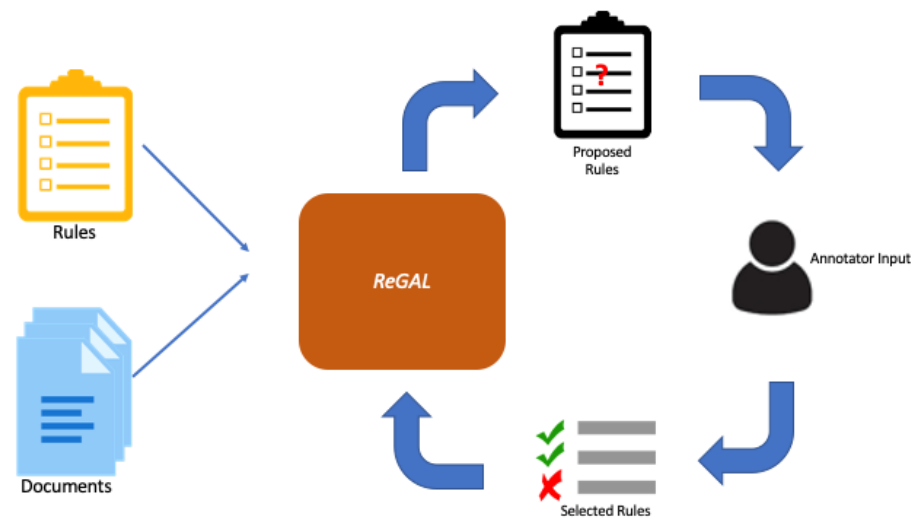 Rules
Documents
ReGAL
?
Proposed
Rules
Annotator Input
Selected Rules